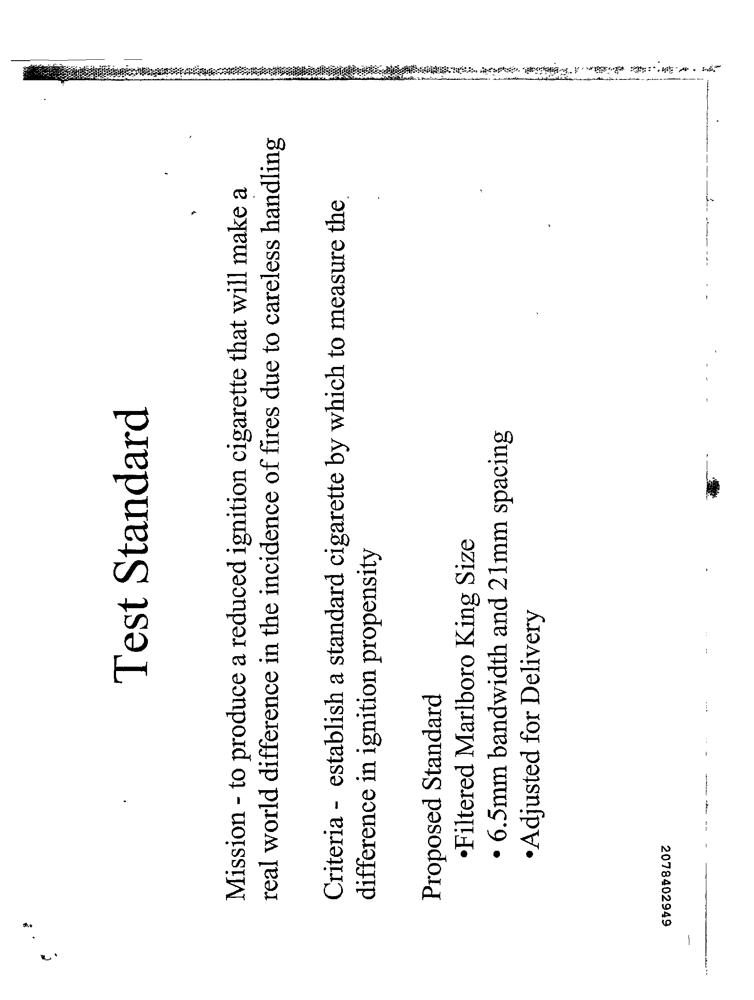 Test Standard
Mission - to produce a reduced ignition cigarette that will make a
real world difference in the incidence of fires due to careless handling
Criteria - establish a standard cigarette by which to measure the
difference in ignition propensity
Proposed Standard
•Filtered Marlboro King Size
• 6.5mm bandwidth and 21mm spacing
•Adjusted for Delivery
2078402949